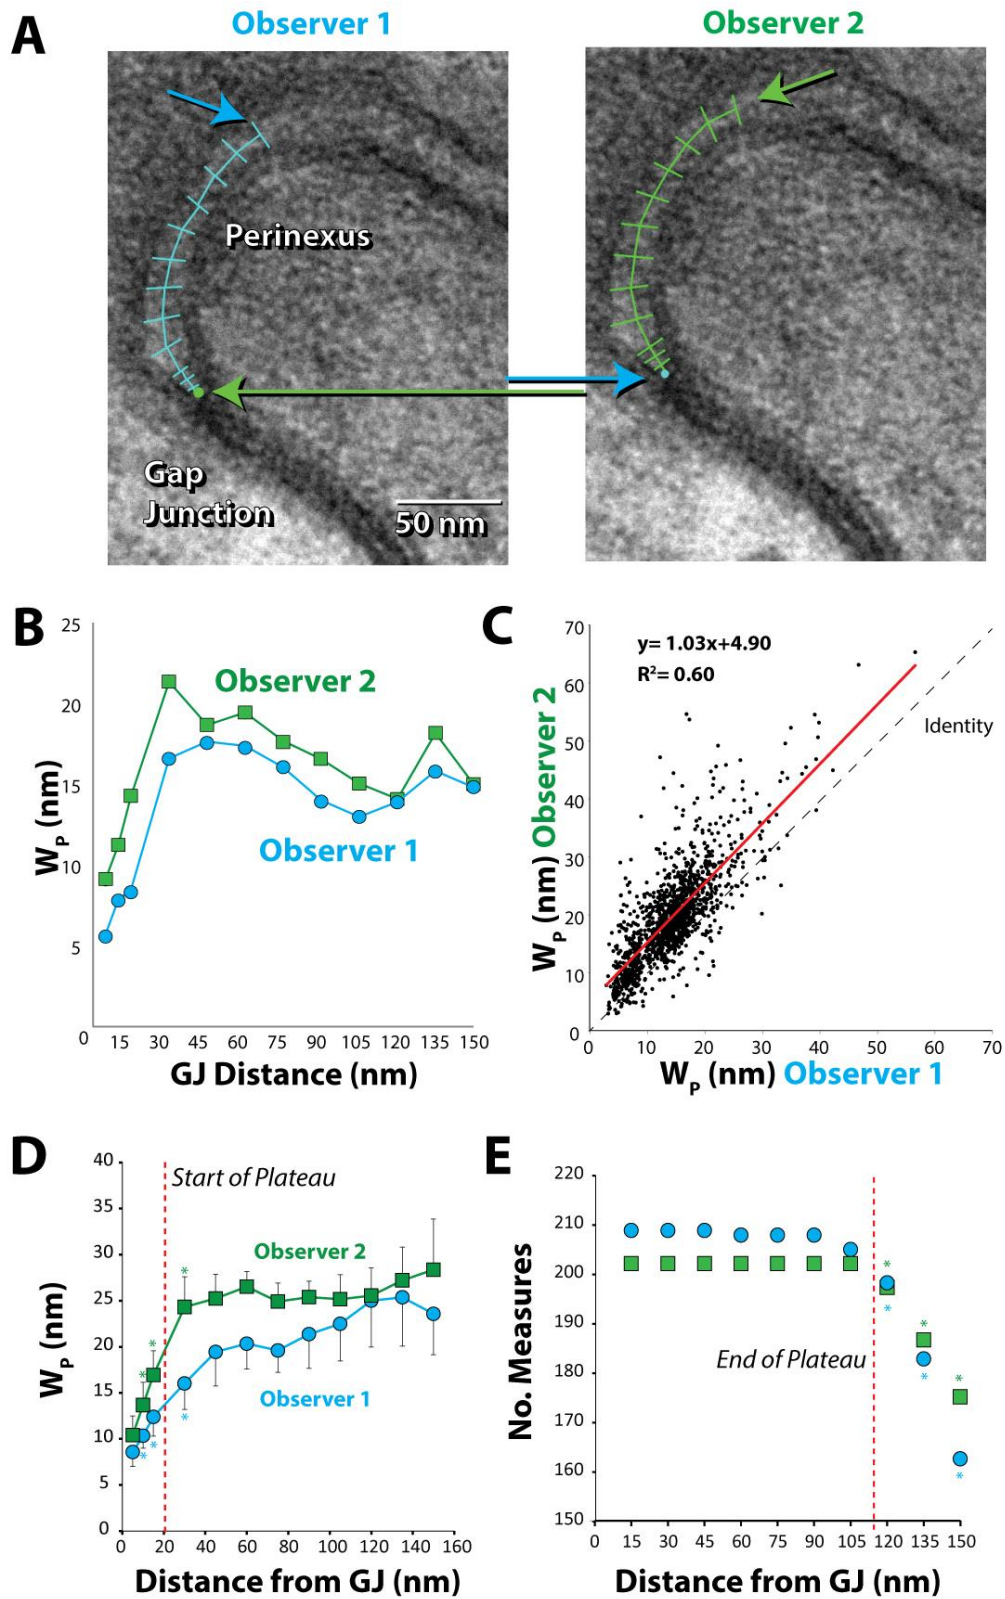 A
Observer 1
Observer 2
Perinexus
Gap
Junction
50 nm
B
25
20
15
10
5
0
15
30
45
60
75
90
105
120
135
150
W_P (nm)
GJ Distance (nm)
Observer 2
Observer 1
C
70
60
50
40
30
20
10
0
0
10
20
30
40
50
60
70
y= 1.03x+4.90
R²= 0.60
Identity
W_P (nm) Observer 2
W_P (nm) Observer 1
D
40
35
30
25
20
15
10
5
0
0
20
40
60
80
100
120
140
160
Start of Plateau
Observer 2
Observer 1
*
*
*
*
*
*
W_P (nm)
Distance from GJ (nm)
E
220
210
200
190
180
170
160
150
0
15
30
45
60
75
90
105
120
135
150
End of Plateau
*
*
*
*
*
*
No. Measures
Distance from GJ (nm)